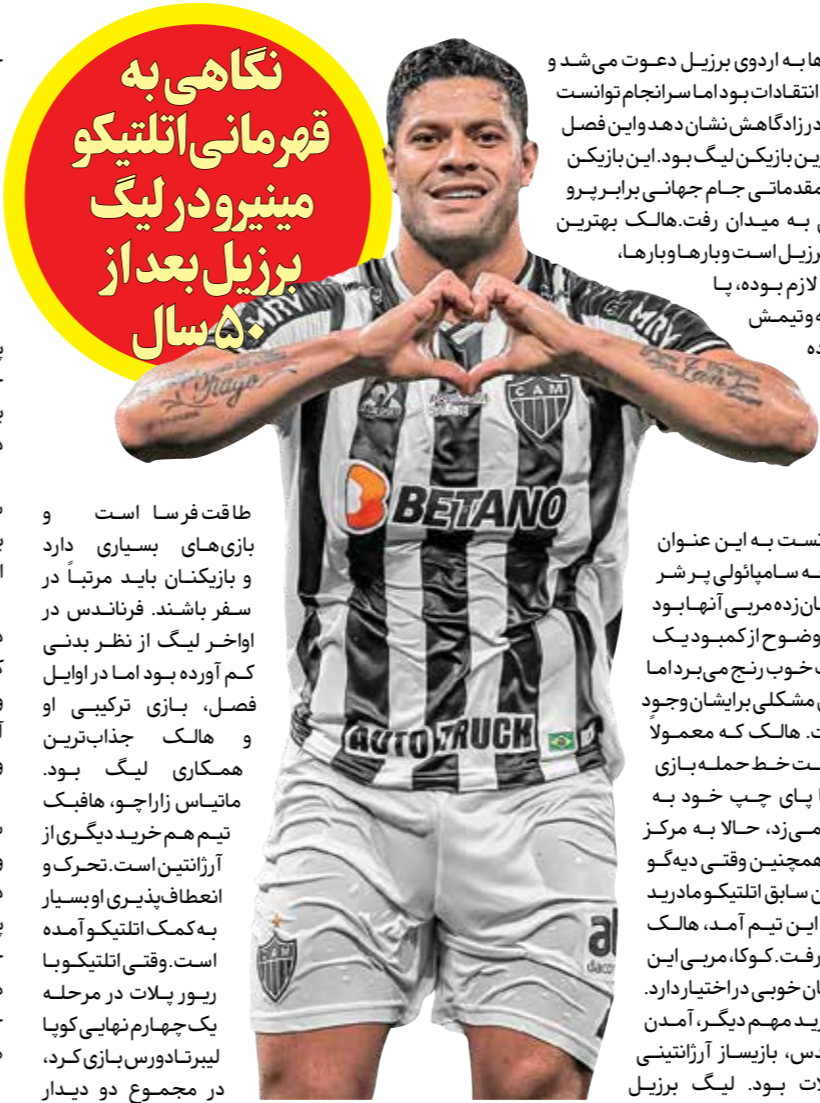 نگاهی به
قهرمانی اتلتیکو
مینیرو در لیگ
برزیل بعد از
۵۰ سال
ها به اردوی برزیل دعوت می‌شد و
انتقادات بود اما سرانجام توانست
در زادگاهش نشان دهد و این فصل
رین بازیکن لیگ بود. این بازیکن
مقدماتی جام جهانی برابر پرو
به میدان رفت. هالک بهترین
رزیل است و بارها و بارها،
لازم بوده، پا
ه و تیمش
ده
نست به این عنوان
ه سامپائولی پر شر
ان‌زده مربی آنها بود
وضوح از کمبود یک
خوب رنج می‌برد اما
مشکلی برایشان وجود
ت. هالک که معمولاً
ست خط حمله بازی
ا پای چپ خود به
می‌زد، حالا به مرکز
همچنین وقتی دیه‌گو
ن سابق اتلتیکو مادرید
این تیم آمد، هالک
رفت. کوکا، مربی این
ان خوبی در اختیار دارد.
رید مهم دیگر، آمدن
دس، بازیساز آرژانتینی
لات بود. لیگ برزیل
طاقت فرسا است و
بازی‌های بسیاری دارد
و بازیکنان باید مرتباً در
سفر باشند. فرناندس در
اواخر لیگ از نظر بدنی
کم آورده بود اما در اوایل
فصل، بازی ترکیبی او
و هالک جذاب‌ترین
همکاری لیگ بود.
ماتیاس زاراچو، هافبک
تیم هم خرید دیگری از
آرژانتین است. تحرک و
انعطاف‌پذیری او بسیار
به کمک اتلتیکو آمده
است. وقتی اتلتیکو با
ریور پلات در مرحله
یک چهارم نهایی کوپا
لیبرتادورس بازی کرد،
در مجموع دو دیدار
MRV
MRV
Tiago
Ian
CAM
BETANO
AUTO TRUCK